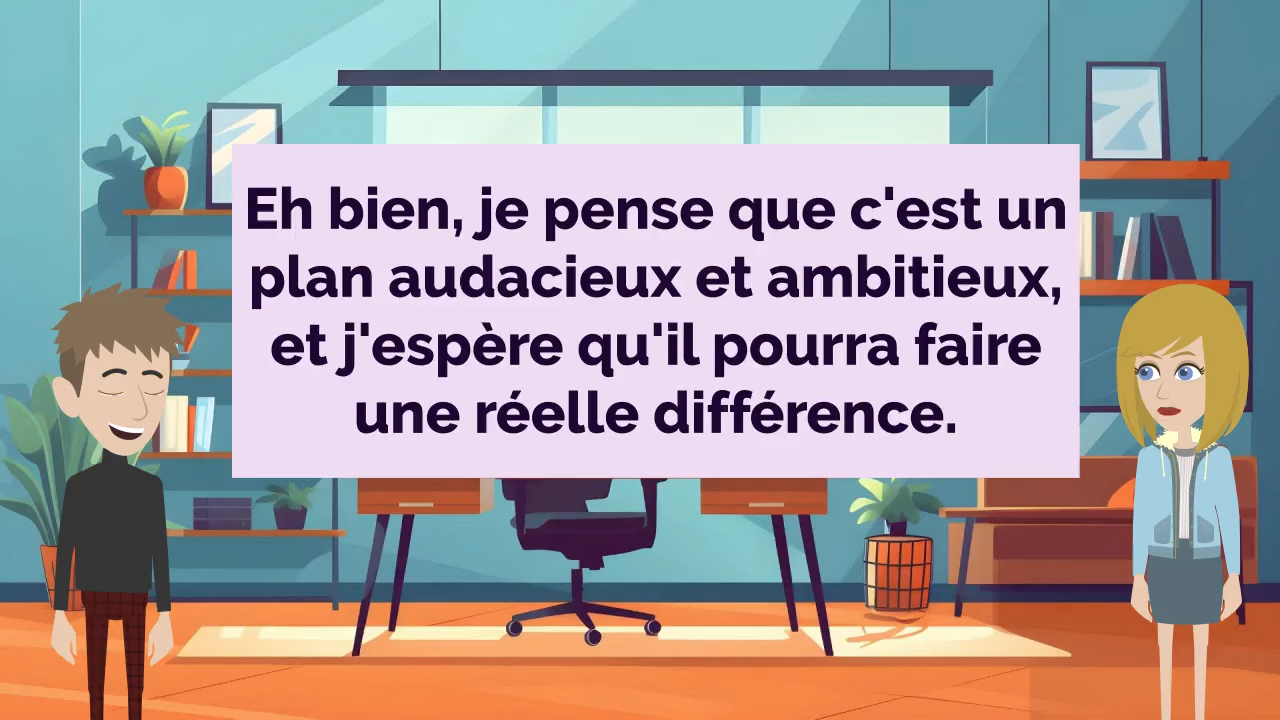 Eh bien, je pense que c'est un
plan audacieux et ambitieux,
et j'espère qu'il pourra faire
une réelle différence.